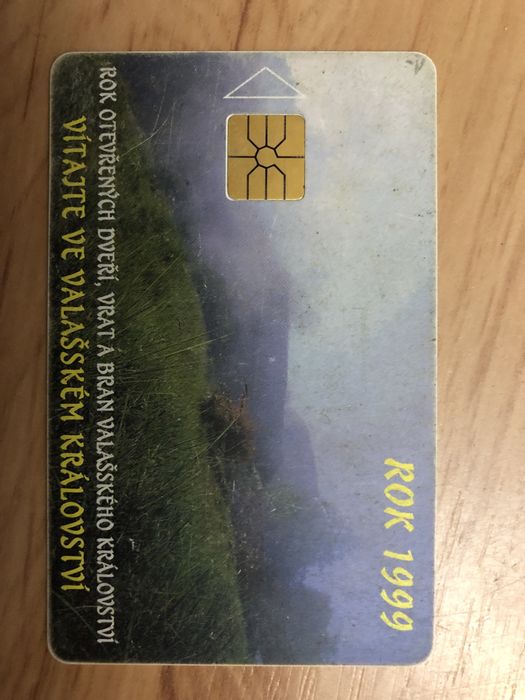 ROK 1999
ROK OTEVŘENÝCH DVEŘÍ, VRAT A BRAN VALAŠSKÉHO KRÁLOVSTVÍ
VÍTAJTE VE VALAŠSKÉM KRÁLOVSTVÍ